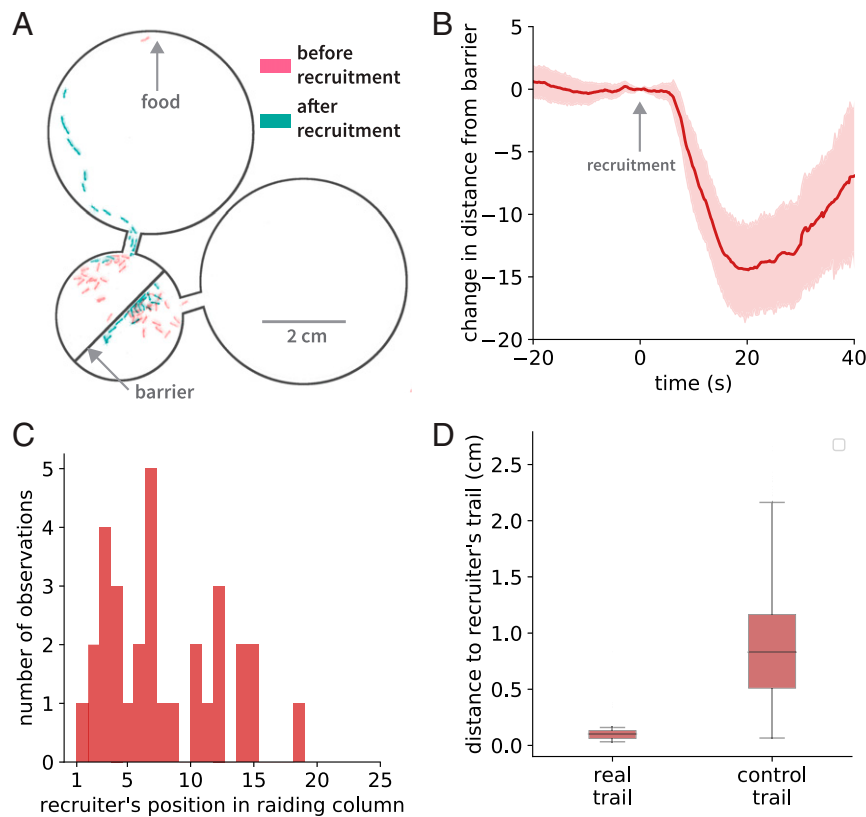 A
before
recruitment
after
recruitment
food
2 cm
barrier
B
change in distance from barrier
5
0
−5
−10
−15
−20
recruitment
−20
0
20
40
time (s)
C
number of observations
5
4
3
2
1
0
1
5
10
15
20
25
recruiter's position in raiding column
D
distance to recruiter's trail (cm)
2.5
2.0
1.5
1.0
0.5
0.0
real
trail
control
trail